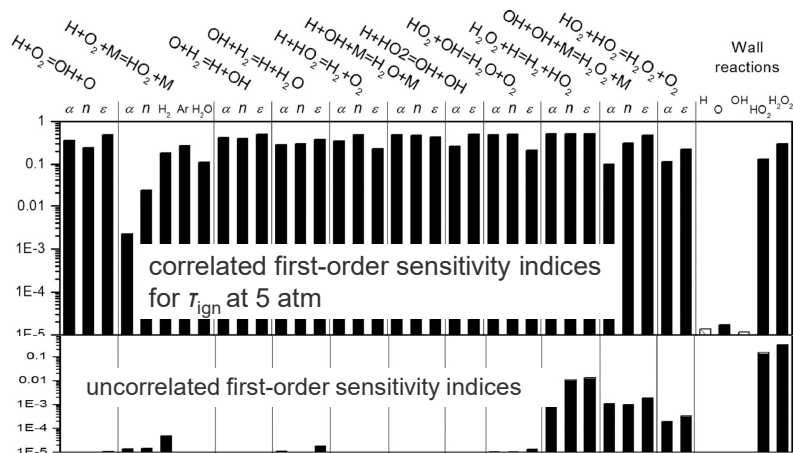 H+O₂=OH+O
H+O₂+M=HO₂+M
O+H₂=H+OH
OH+H₂=H+H₂O
H+HO₂=H₂+O₂
H+OH+M=H₂O+M
H+HO2=OH+OH
HO₂+OH=H₂O+O₂
H₂O₂+H=H₂+HO₂
OH+OH+M=H₂O₂+M
HO₂+HO₂=H₂O₂+O₂
Wall
reactions
α n ε α n H₂ Ar H₂O α n ε α n ε α n ε α n ε α ε α n ε α n ε α n ε α ε H O OH HO₂ H₂O₂
1
0.1
0.01
1E-3
1E-4
1E-5
correlated first-order sensitivity indices
for τign at 5 atm
0.1
0.01
1E-3
1E-4
1E-5
uncorrelated first-order sensitivity indices